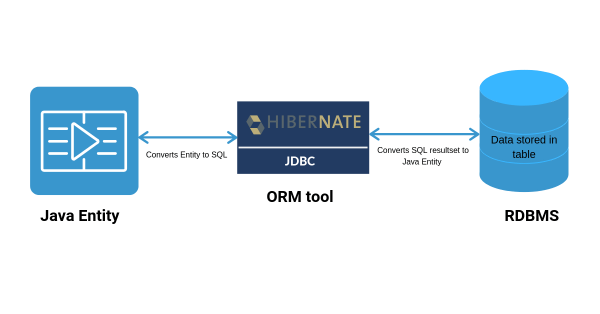 HIBERNATE
JDBC
Converts Entity to SQL
Converts SQL resultset to
Java Entity
Data stored in
table
Java Entity
ORM tool
RDBMS